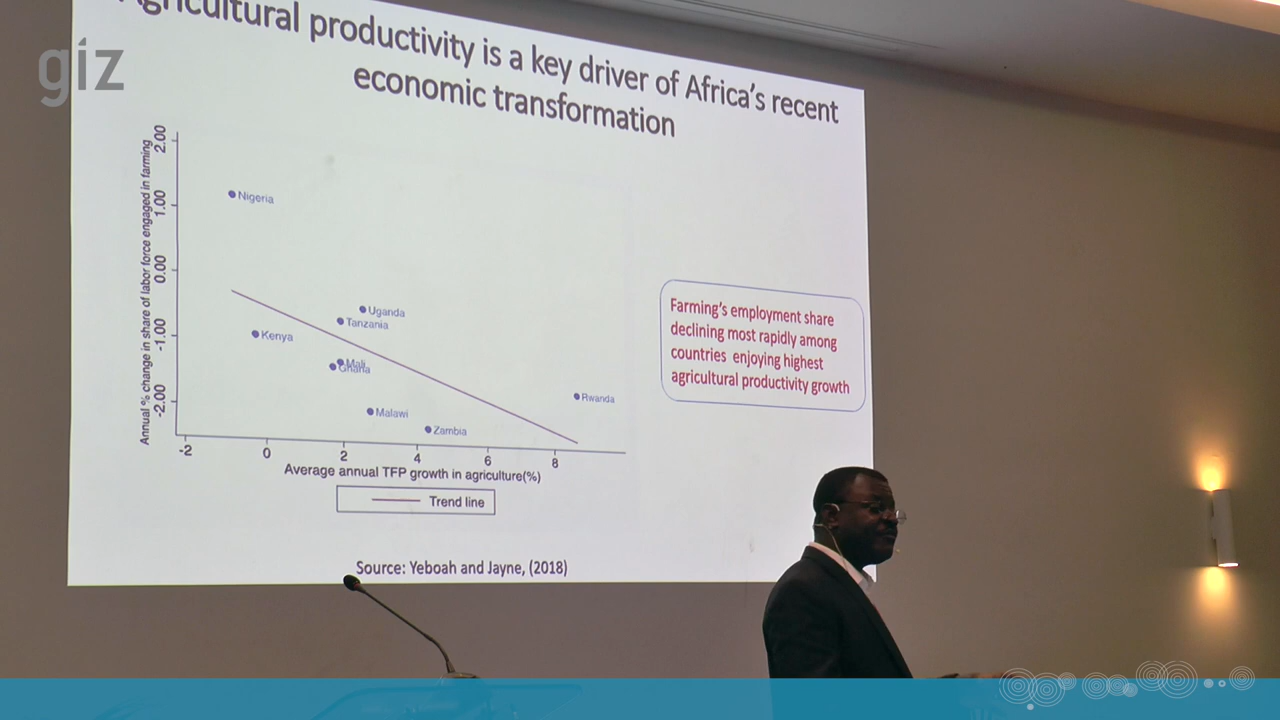 giz
Agricultural productivity is a key driver of Africa's recent
economic transformation
Annual % change in share of labor force engaged in farming
2.00
1.00
0.00
-1.00
-2.00
Nigeria
Uganda
Tanzania
Kenya
Mali
Ghana
Malawi
Zambia
Rwanda
-2 0 2 4 6 8
Average annual TFP growth in agriculture(%)
Trend line
Farming's employment share
declining most rapidly among
countries enjoying highest
agricultural productivity growth
Source: Yeboah and Jayne, (2018)